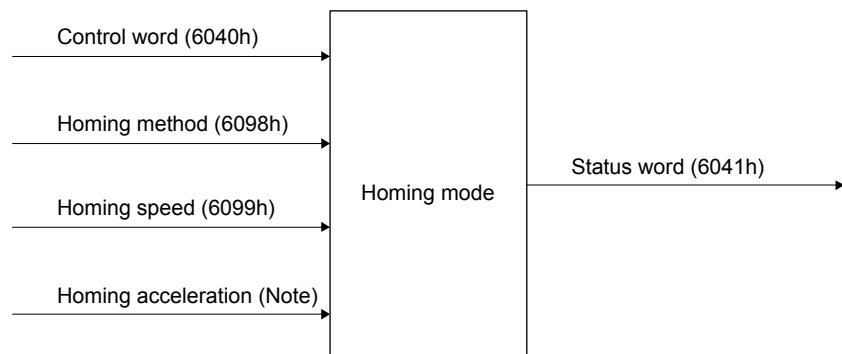 Control word (6040h)
Homing method (6098h)
Homing speed (6099h)
Homing acceleration (Note)
Homing mode
Status word (6041h)